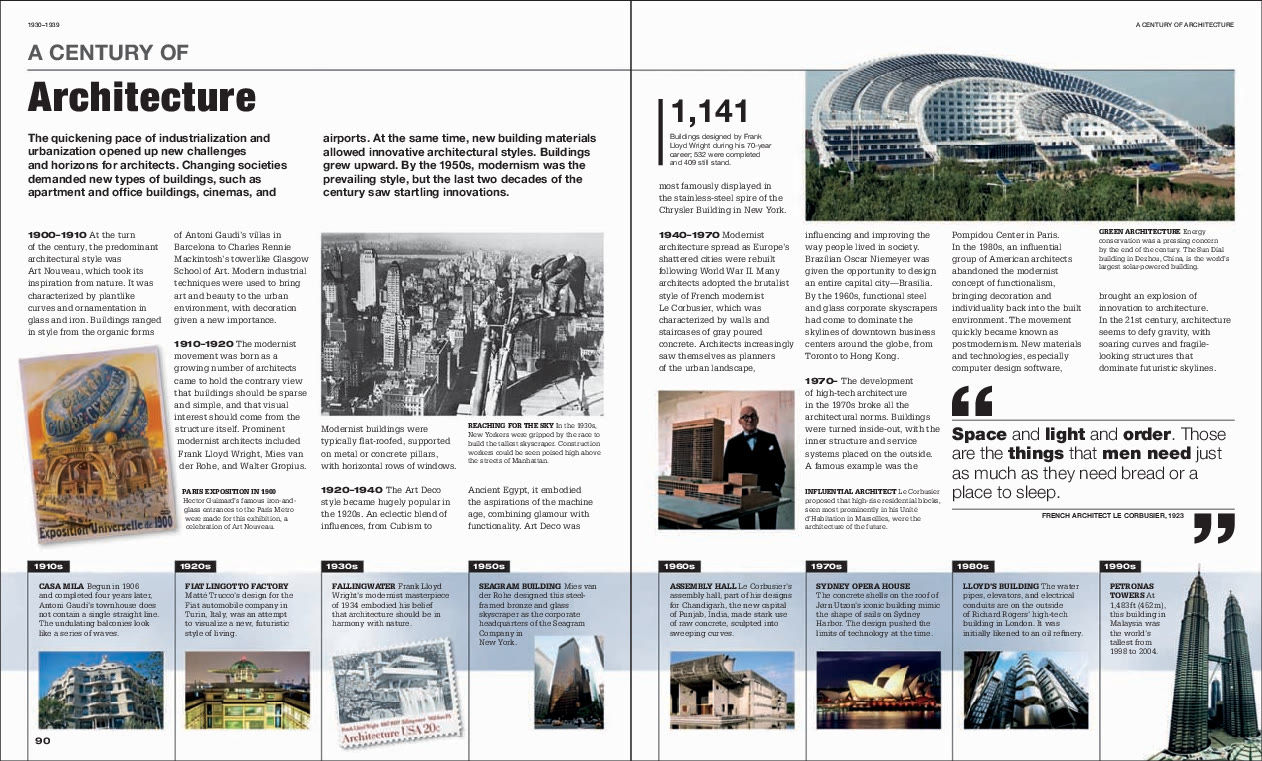 1930–1939
A CENTURY OF
Architecture
The quickening pace of industrialization and
urbanization opened up new challenges
and horizons for architects. Changing societies
demanded new types of buildings, such as
apartment and office buildings, cinemas, and
airports. At the same time, new building materials
allowed innovative architectural styles. Buildings
grew upward. By the 1950s, modernism was the
prevailing style, but the last two decades of the
century saw startling innovations.
1900–1910 At the turn
of the century, the predominant
architectural style was
Art Nouveau, which took its
inspiration from nature. It was
characterized by plantlike
curves and ornamentation in
glass and iron. Buildings ranged
in style from the organic forms
of Antoni Gaudi's villas in
Barcelona to Charles Rennie
Mackintosh's towerlike Glasgow
School of Art. Modern industrial
techniques were used to bring
art and beauty to the urban
environment, with decoration
given a new importance.
1910–1920 The modernist
movement was born as a
growing number of architects
came to hold the contrary view
that buildings should be sparse
and simple, and that visual
interest should come from the
structure itself. Prominent
modernist architects included
Frank Lloyd Wright, Mies van
der Rohe, and Walter Gropius.
Exposition Universelle de 1900
PARIS EXPOSITION IN 1900
Hector Guimard's famous iron-and-
glass entrances to the Paris Metro
were made for this exhibition, a
celebration of Art Nouveau.
Modernist buildings were
typically flat-roofed, supported
on metal or concrete pillars,
with horizontal rows of windows.
1920–1940 The Art Deco
style became hugely popular in
the 1920s. An eclectic blend of
influences, from Cubism to
REACHING FOR THE SKY In the 1930s,
New Yorkers were gripped by the race to
build the tallest skyscraper. Construction
workers could be seen poised high above
the streets of Manhattan.
Ancient Egypt, it embodied
the aspirations of the machine
age, combining glamour with
functionality. Art Deco was
1910s
CASA MILA Begun in 1906
and completed four years later,
Antoni Gaudi's townhouse does
not contain a single straight line.
The undulating balconies look
like a series of waves.
1920s
FIAT LINGOTTO FACTORY
Matté Trucco's design for the
Fiat automobile company in
Turin, Italy, was an attempt
to visualize a new, futuristic
style of living.
1930s
FALLINGWATER Frank Lloyd
Wright's modernist masterpiece
of 1934 embodied his belief
that architecture should be in
harmony with nature.
Architecture USA 20c
1950s
SEAGRAM BUILDING Mies van
der Rohe designed this steel-
framed bronze and glass
skyscraper as the corporate
headquarters of the Seagram
Company in
New York.
90
A CENTURY OF ARCHITECTURE
1,141
Buildings designed by Frank
Lloyd Wright during his 70-year
career; 532 were completed
and 409 still stand.
most famously displayed in
the stainless-steel spire of the
Chrysler Building in New York.
1940–1970 Modernist
architecture spread as Europe's
shattered cities were rebuilt
following World War II. Many
architects adopted the brutalist
style of French modernist
Le Corbusier, which was
characterized by walls and
staircases of gray poured
concrete. Architects increasingly
saw themselves as planners
of the urban landscape,
influencing and improving the
way people lived in society.
Brazilian Oscar Niemeyer was
given the opportunity to design
an entire capital city—Brasilia.
By the 1960s, functional steel
and glass corporate skyscrapers
had come to dominate the
skylines of downtown business
centers around the globe, from
Toronto to Hong Kong.
1970– The development
of high-tech architecture
in the 1970s broke all the
architectural norms. Buildings
were turned inside-out, with the
inner structure and service
systems placed on the outside.
A famous example was the
INFLUENTIAL ARCHITECT Le Corbusier
proposed that high-rise residential blocks,
seen most prominently in his Unité
d'Habitation in Marseilles, were the
architecture of the future.
Pompidou Center in Paris.
In the 1980s, an influential
group of American architects
abandoned the modernist
concept of functionalism,
bringing decoration and
individuality back into the built
environment. The movement
quickly became known as
postmodernism. New materials
and technologies, especially
computer design software,
GREEN ARCHITECTURE Energy
conservation was a pressing concern
by the end of the century. The Sun Dial
building in Dezhou, China, is the world's
largest solar-powered building.
brought an explosion of
innovation to architecture.
In the 21st century, architecture
seems to defy gravity, with
soaring curves and fragile-
looking structures that
dominate futuristic skylines.
“
Space and light and order. Those
are the things that men need just
as much as they need bread or a
place to sleep.
FRENCH ARCHITECT LE CORBUSIER, 1923
”
1960s
ASSEMBLY HALL Le Corbusier's
assembly hall, part of his designs
for Chandigarh, the new capital
of Punjab, India, made stark use
of raw concrete, sculpted into
sweeping curves.
1970s
SYDNEY OPERA HOUSE
The concrete shells on the roof of
Jørn Utzon's iconic building mimic
the shape of sails on Sydney
Harbor. The design pushed the
limits of technology at the time.
1980s
LLOYD'S BUILDING The water
pipes, elevators, and electrical
conduits are on the outside
of Richard Rogers' high-tech
building in London. It was
initially likened to an oil refinery.
1990s
PETRONAS
TOWERS At
1,483ft (452m),
this building in
Malaysia was
the world's
tallest from
1998 to 2004.